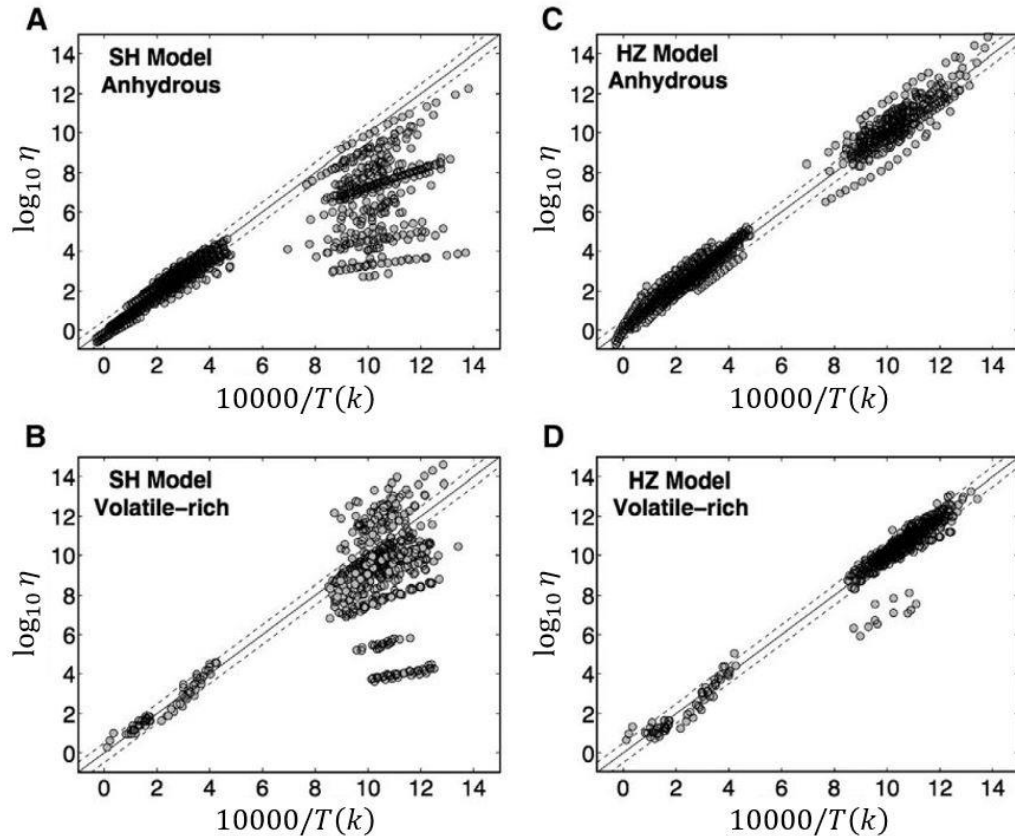 A
SH Model
Anhydrous
14
12
10
8
6
4
2
0
log₁₀ η
0 2 4 6 8 10 12 14
10000/T(k)
C
HZ Model
Anhydrous
14
12
10
8
6
4
2
0
log₁₀ η
0 2 4 6 8 10 12 14
10000/T(k)
B
SH Model
Volatile-rich
14
12
10
8
6
4
2
0
log₁₀ η
0 2 4 6 8 10 12 14
10000/T(k)
D
HZ Model
Volatile-rich
14
12
10
8
6
4
2
0
log₁₀ η
0 2 4 6 8 10 12 14
10000/T(k)